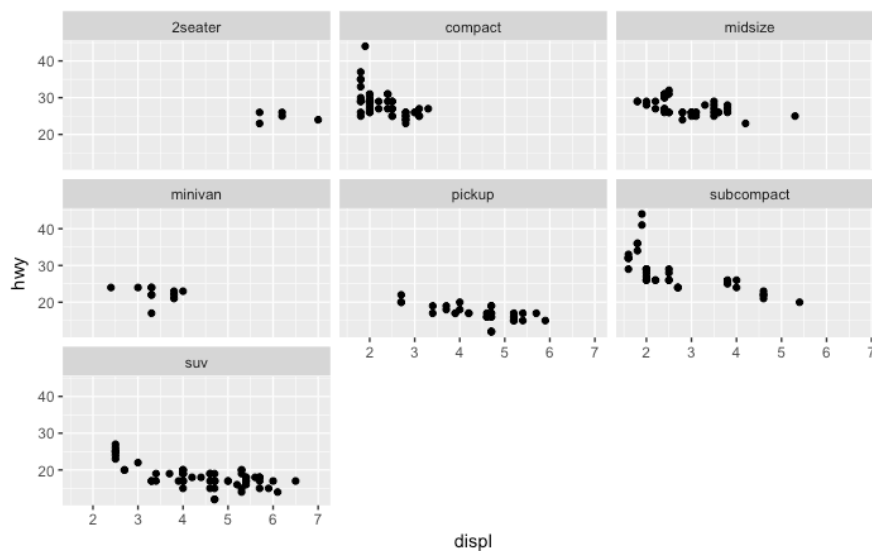 2seater compact midsize
40
30
20
minivan pickup subcompact
40
30
20
2 3 4 5 6 7 2 3 4 5 6 7
suv
40
30
20
2 3 4 5 6 7
hwy
displ